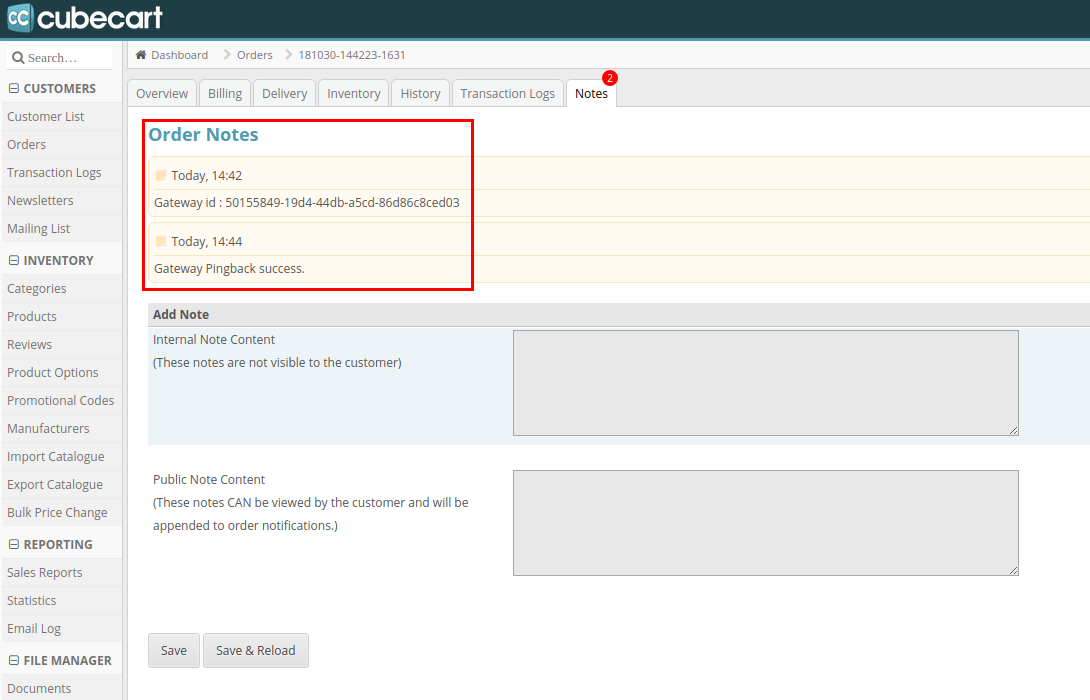 cc cubecart
Search…
Dashboard Orders 181030-144223-1631
Overview Billing Delivery Inventory History Transaction Logs Notes 2
CUSTOMERS
Customer List
Orders
Transaction Logs
Newsletters
Mailing List
INVENTORY
Categories
Products
Reviews
Product Options
Promotional Codes
Manufacturers
Import Catalogue
Export Catalogue
Bulk Price Change
REPORTING
Sales Reports
Statistics
Email Log
FILE MANAGER
Documents
Order Notes
Today, 14:42
Gateway id : 50155849-19d4-44db-a5cd-86d86c8ced03
Today, 14:44
Gateway Pingback success.
Add Note
Internal Note Content
(These notes are not visible to the customer)
Public Note Content
(These notes CAN be viewed by the customer and will be
appended to order notifications.)
Save Save & Reload